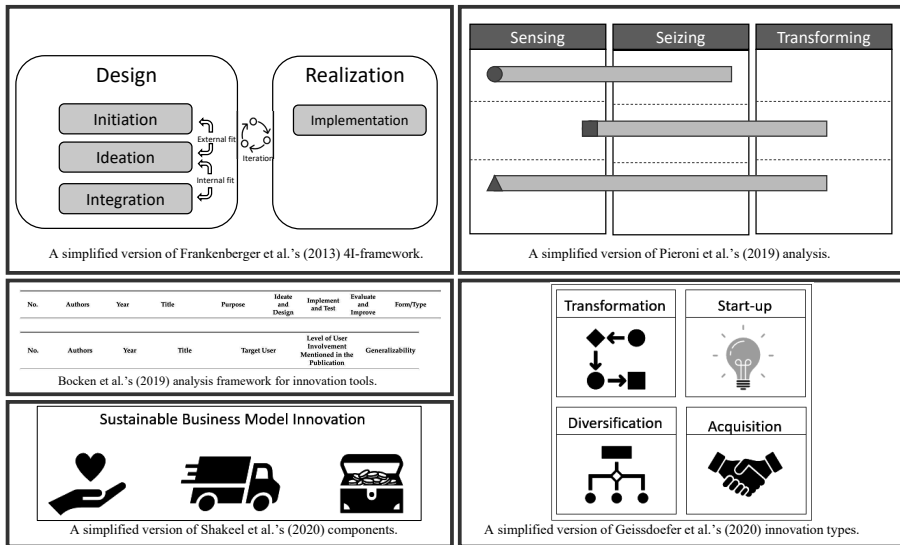 Design
Initiation
External fit
Ideation
Internal fit
Integration
Iteration
Realization
Implementation
A simplified version of Frankenberger et al.'s (2013) 4I-framework.
Sensing
Seizing
Transforming
A simplified version of Pieroni et al.'s (2019) analysis.
No. Authors Year Title Purpose Ideate and Design Implement and Test Evaluate and Improve Form/Type
No. Authors Year Title Target User Level of User Involvement Mentioned in the Publication Generalizability
Bocken et al.'s (2019) analysis framework for innovation tools.
Sustainable Business Model Innovation
A simplified version of Shakeel et al.'s (2020) components.
Transformation
Start-up
Diversification
Acquisition
A simplified version of Geissdoefer et al.'s (2020) innovation types.